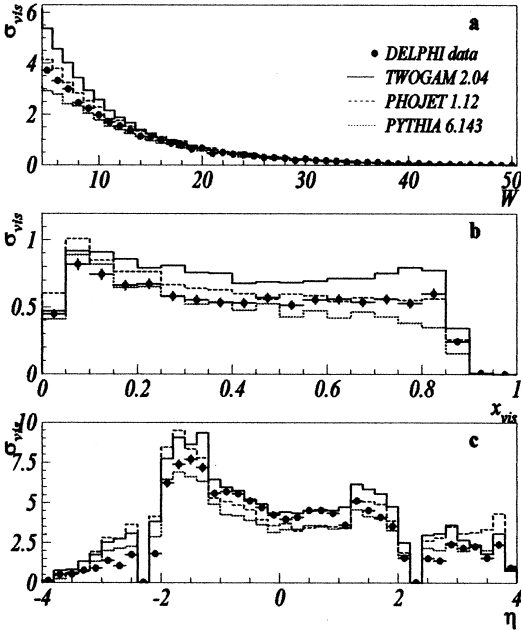 σvis
6
4
2
0
a
DELPHI data
TWOGAM 2.04
PHOJET 1.12
PYTHIA 6.143
10 20 30 40 50
W
σvis
1
0.5
0
b
0 0.2 0.4 0.6 0.8 1
xvis
σvis
10
7.5
5
2.5
0
c
-4 -2 0 2 4
η